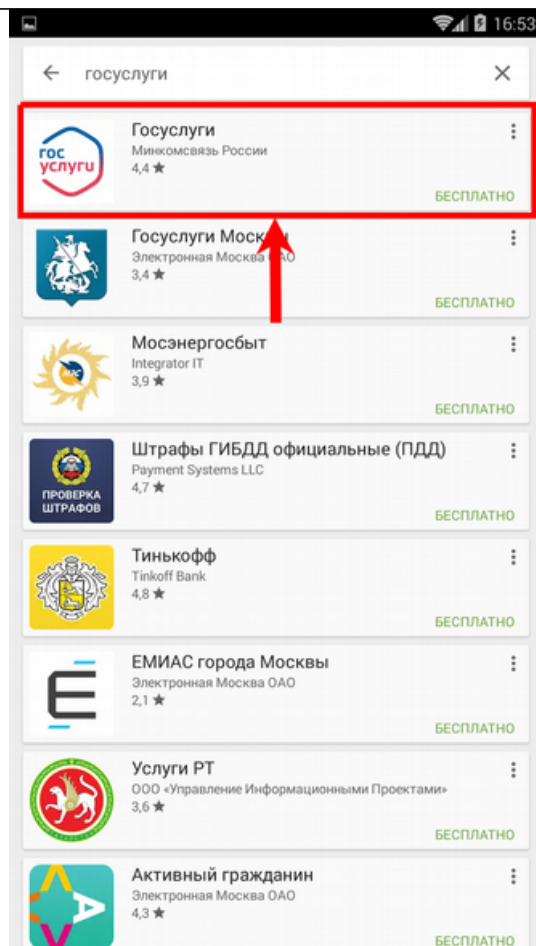 16:53
госуслуги
гос
услуги
Госуслуги
Минкомсвязь России
4,4 ★
БЕСПЛАТНО
Госуслуги Москвы
Электронная Москва ОАО
3,4 ★
БЕСПЛАТНО
МЭС
Мосэнергосбыт
Integrator IT
3,9 ★
БЕСПЛАТНО
ПРОВЕРКА
ШТРАФОВ
Штрафы ГИБДД официальные (ПДД)
Payment Systems LLC
4,7 ★
БЕСПЛАТНО
Тинькофф
Tinkoff Bank
4,8 ★
БЕСПЛАТНО
ЕМИАС города Москвы
Электронная Москва ОАО
2,1 ★
БЕСПЛАТНО
Услуги РТ
ООО «Управление Информационными Проектами»
3,6 ★
БЕСПЛАТНО
Активный гражданин
Электронная Москва ОАО
4,3 ★
БЕСПЛАТНО